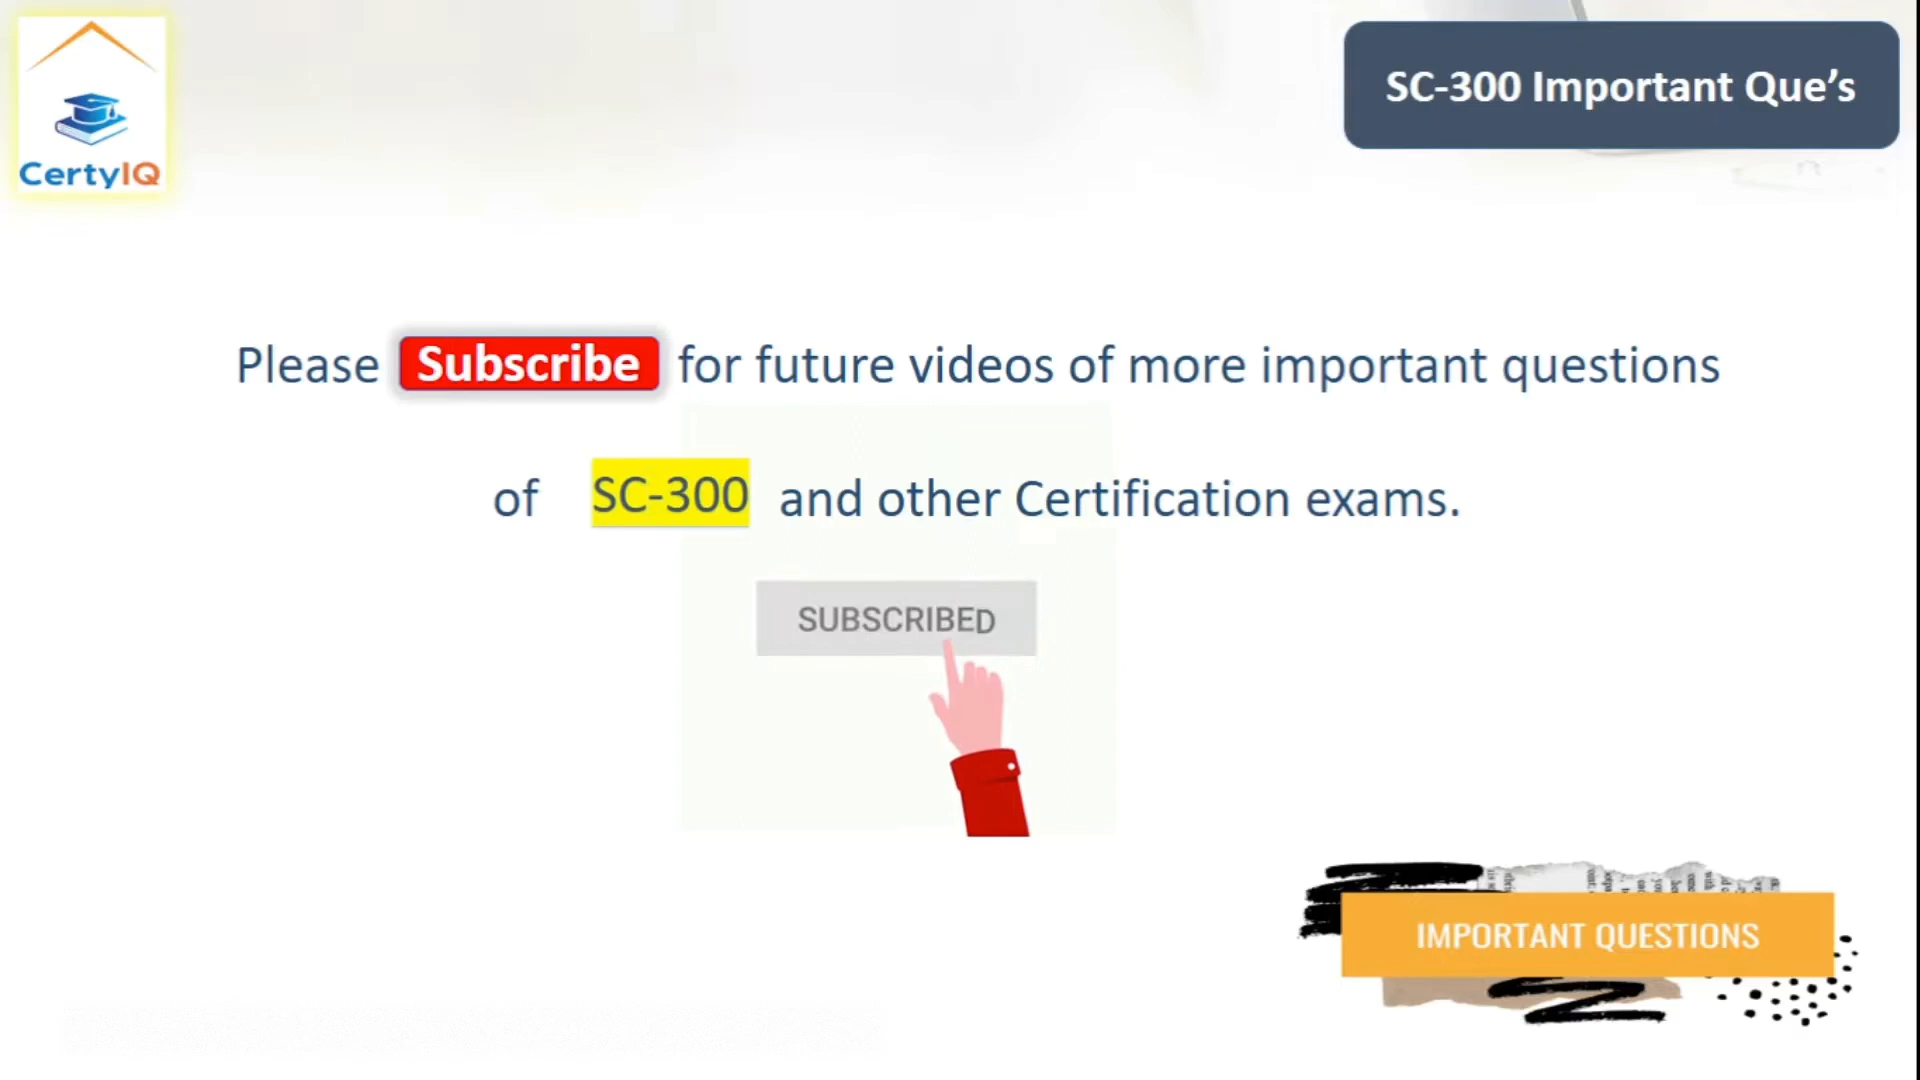 CertyIQ
SC-300 Important Que’s
Please Subscribe for future videos of more important questions
of SC-300 and other Certification exams.
SUBSCRIBED
IMPORTANT QUESTIONS